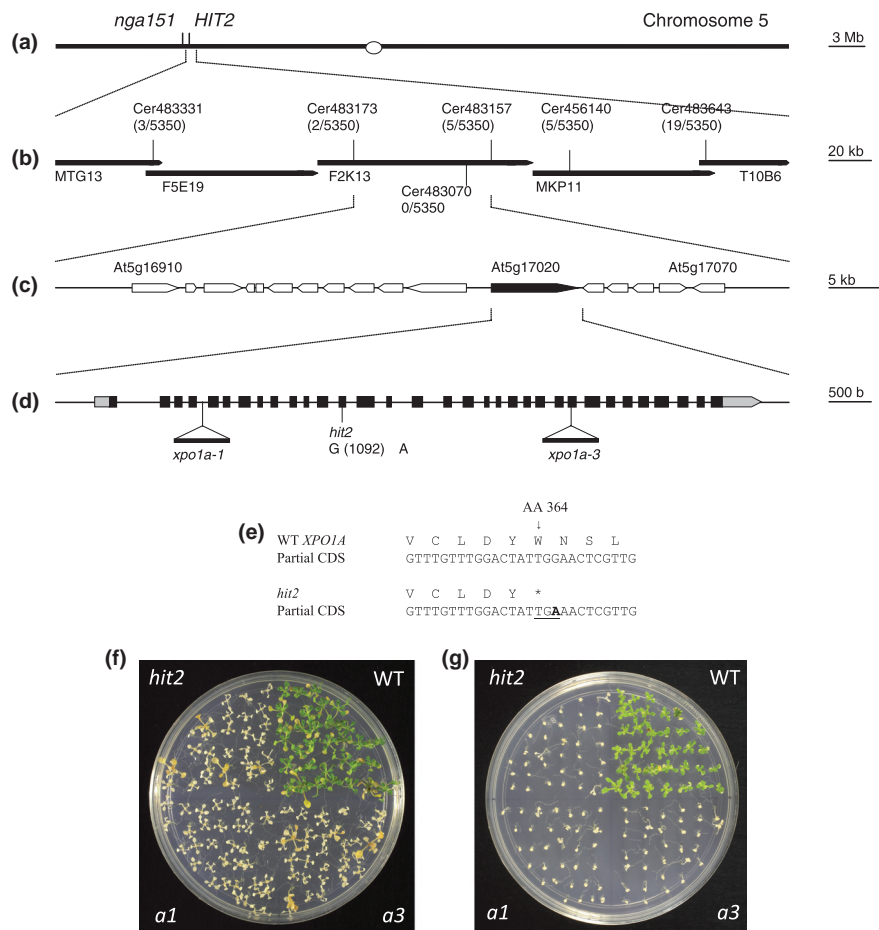 nga151 HIT2 Chromosome 5
(a) 3 Mb
Cer483331 Cer483173 Cer483157 Cer456140 Cer483643
(3/5350) (2/5350) (5/5350) (5/5350) (19/5350)
(b) 20 kb
MTG13 F5E19 F2K13 MKP11 T10B6
Cer483070
0/5350
At5g16910 At5g17020 At5g17070
(c) 5 kb
(d) 500 b
xpo1a-1 hit2 xpo1a-3
G (1092) A
(e) AA 364
↓
WT XPO1A V C L D Y W N S L
Partial CDS GTTTGTTTGGACTATTGGAACTCGTTG
hit2 V C L D Y *
Partial CDS GTTTGTTTGGACTATTGAAACTCGTTG
(f) (g)
hit2 WT hit2 WT
a1 a3 a1 a3